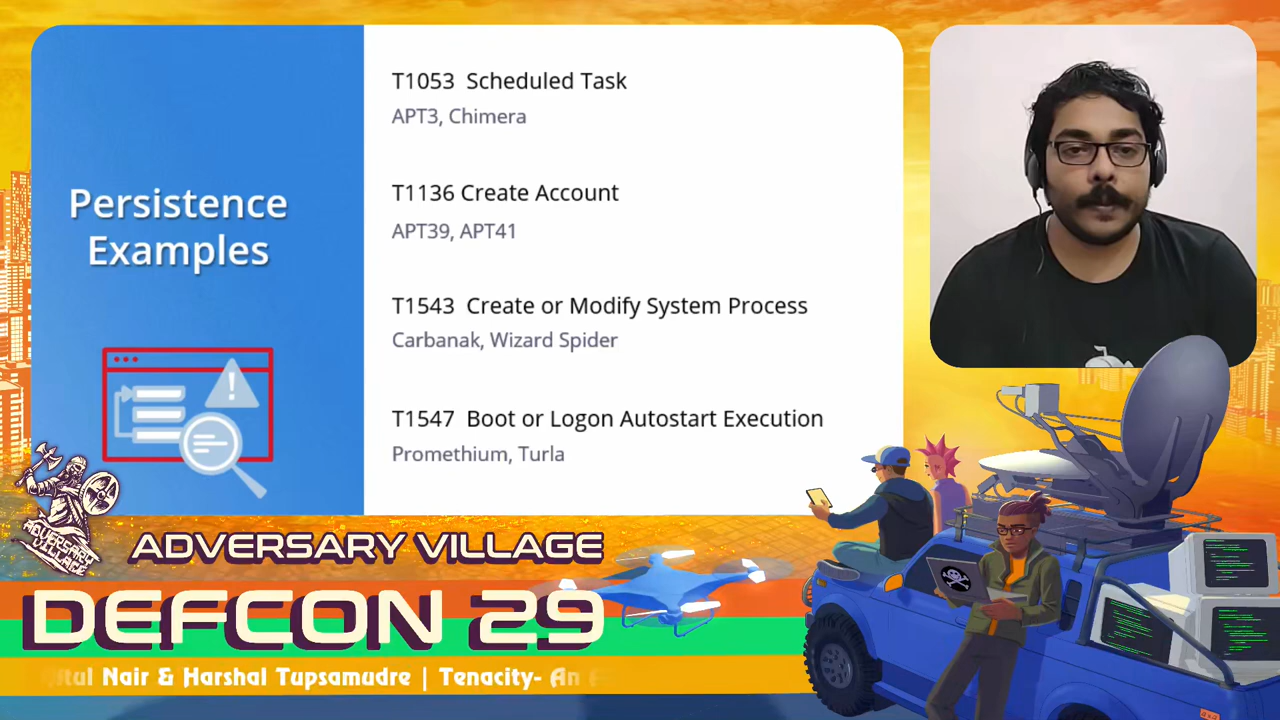 Persistence
Examples
T1053 Scheduled Task
APT3, Chimera
T1136 Create Account
APT39, APT41
T1543 Create or Modify System Process
Carbanak, Wizard Spider
T1547 Boot or Logon Autostart Execution
Promethium, Turla
ADVERSARY
VILLAGE
ADVERSARY VILLAGE
DEFCON 29
Nair & Harshal Tupsamudre | Tenacity- An